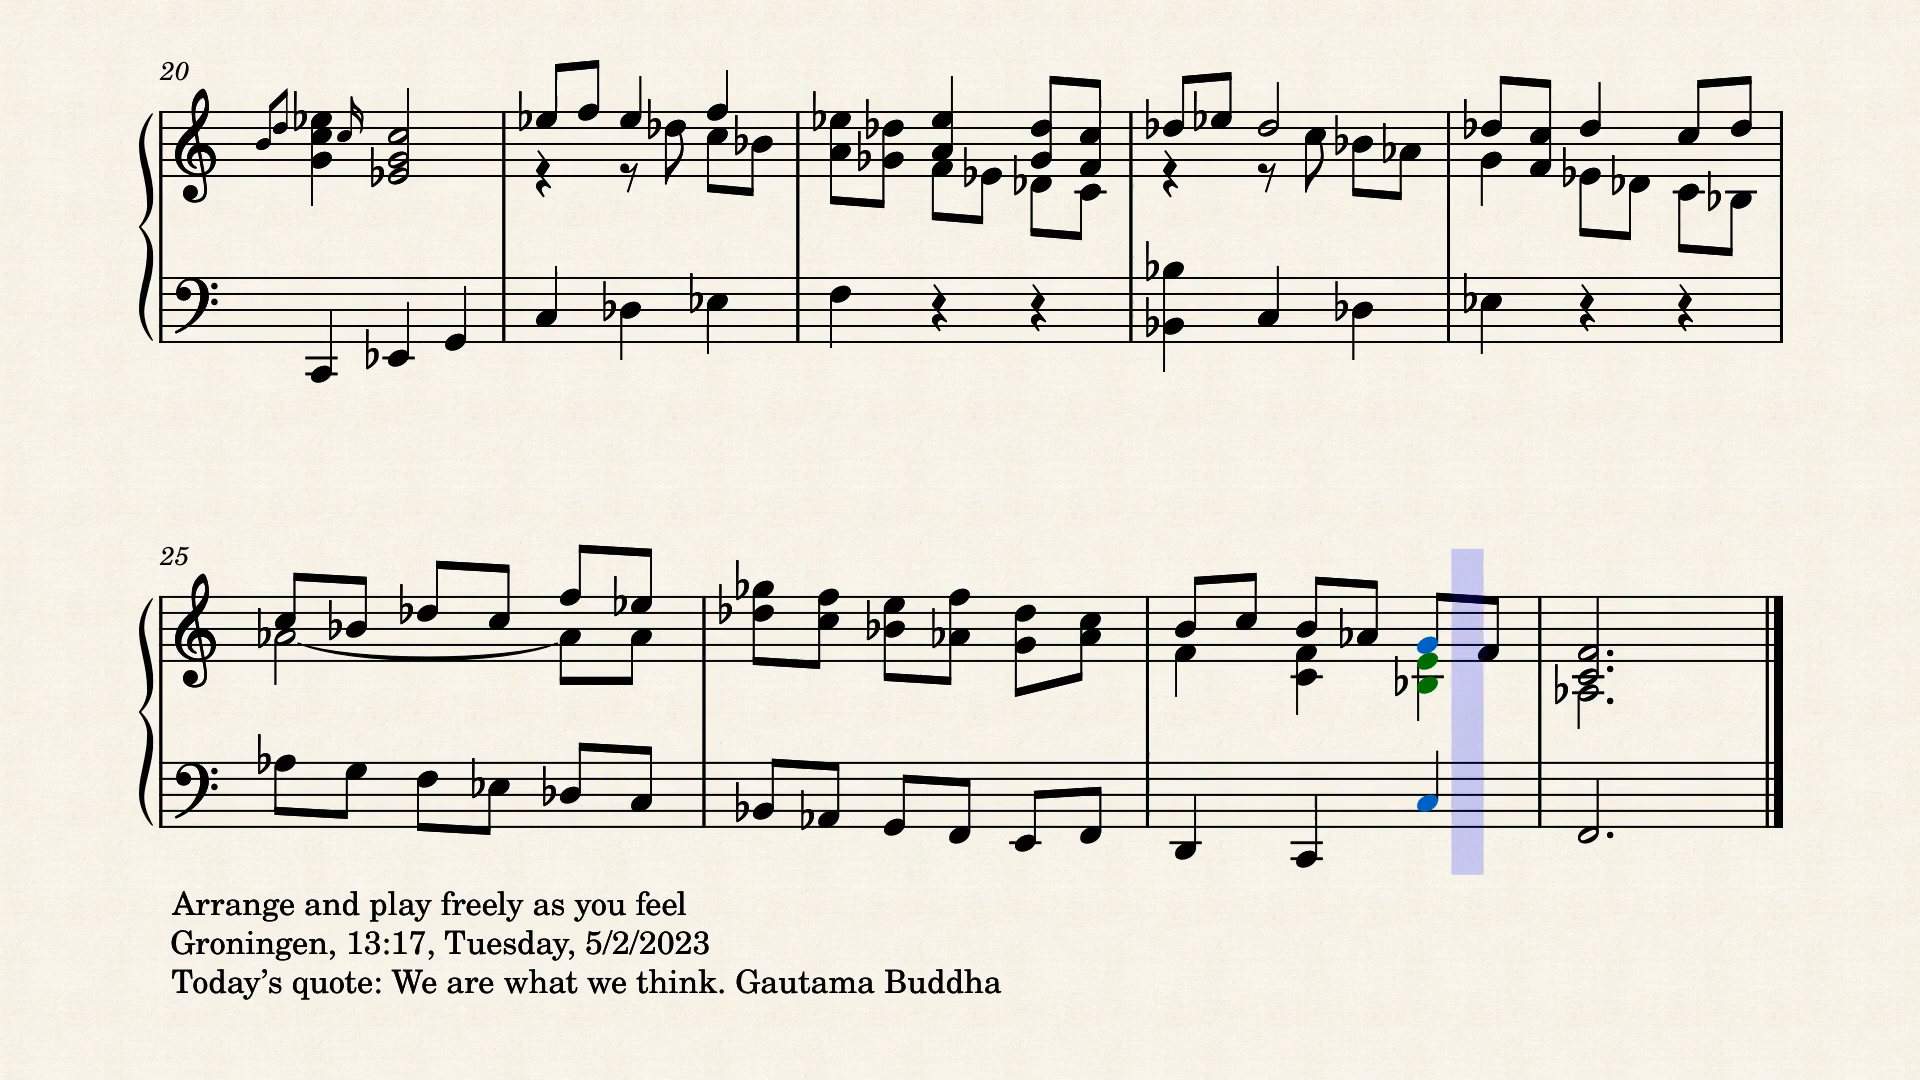 20
25
Arrange and play freely as you feel
Groningen, 13:17, Tuesday, 5/2/2023
Today’s quote: We are what we think. Gautama Buddha